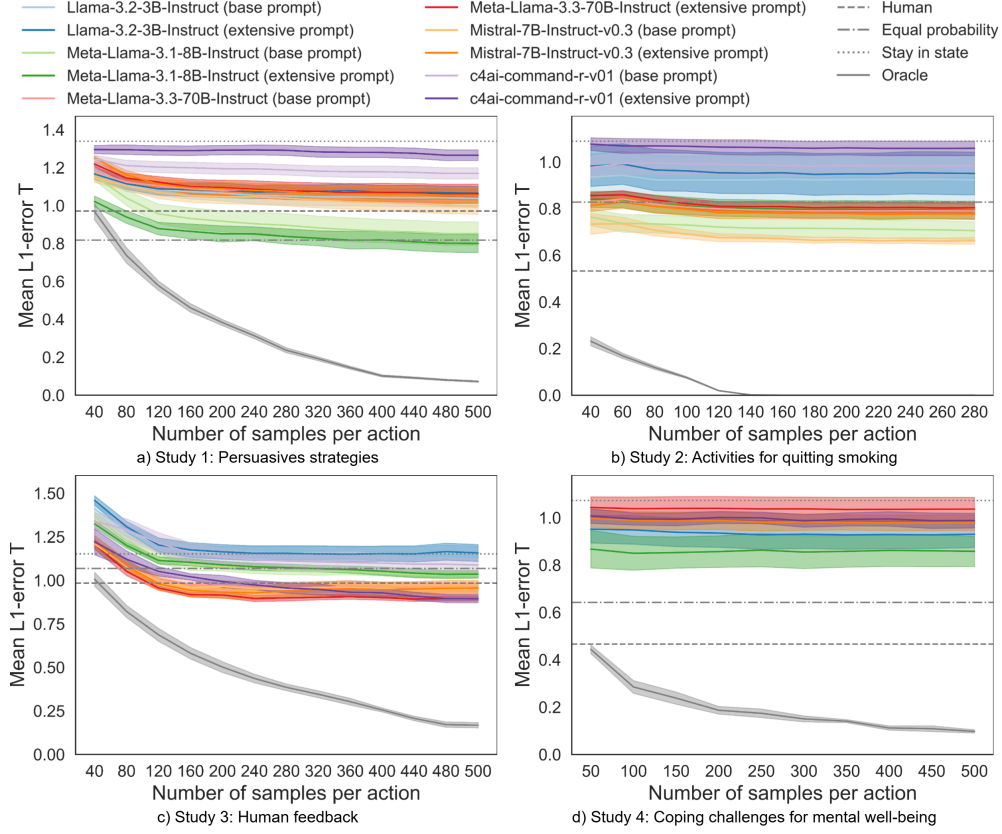 Llama-3.2-3B-Instruct (base prompt)
Llama-3.2-3B-Instruct (extensive prompt)
Meta-Llama-3.1-8B-Instruct (base prompt)
Meta-Llama-3.1-8B-Instruct (extensive prompt)
Meta-Llama-3.3-70B-Instruct (base prompt)
Meta-Llama-3.3-70B-Instruct (extensive prompt)
Mistral-7B-Instruct-v0.3 (base prompt)
Mistral-7B-Instruct-v0.3 (extensive prompt)
c4ai-command-r-v01 (base prompt)
c4ai-command-r-v01 (extensive prompt)
Human
Equal probability
Stay in state
Oracle
Mean L1-error T
1.4
1.2
1.0
0.8
0.6
0.4
0.2
0.0
40 80 120 160 200 240 280 320 360 400 440 500
Number of samples per action
a) Study 1: Persuasives strategies
Mean L1-error T
1.0
0.8
0.6
0.4
0.2
0.0
40 60 80 100 120 140 160 180 200 220 240 260 280
Number of samples per action
b) Study 2: Activities for quitting smoking
Mean L1-error T
1.50
1.25
1.00
0.75
0.50
0.25
0.00
40 80 120 160 200 240 280 320 360 400 440 500
Number of samples per action
c) Study 3: Human feedback
Mean L1-error T
1.0
0.8
0.6
0.4
0.2
0.0
50 100 150 200 250 300 350 400 450 500
Number of samples per action
d) Study 4: Coping challenges for mental well-being